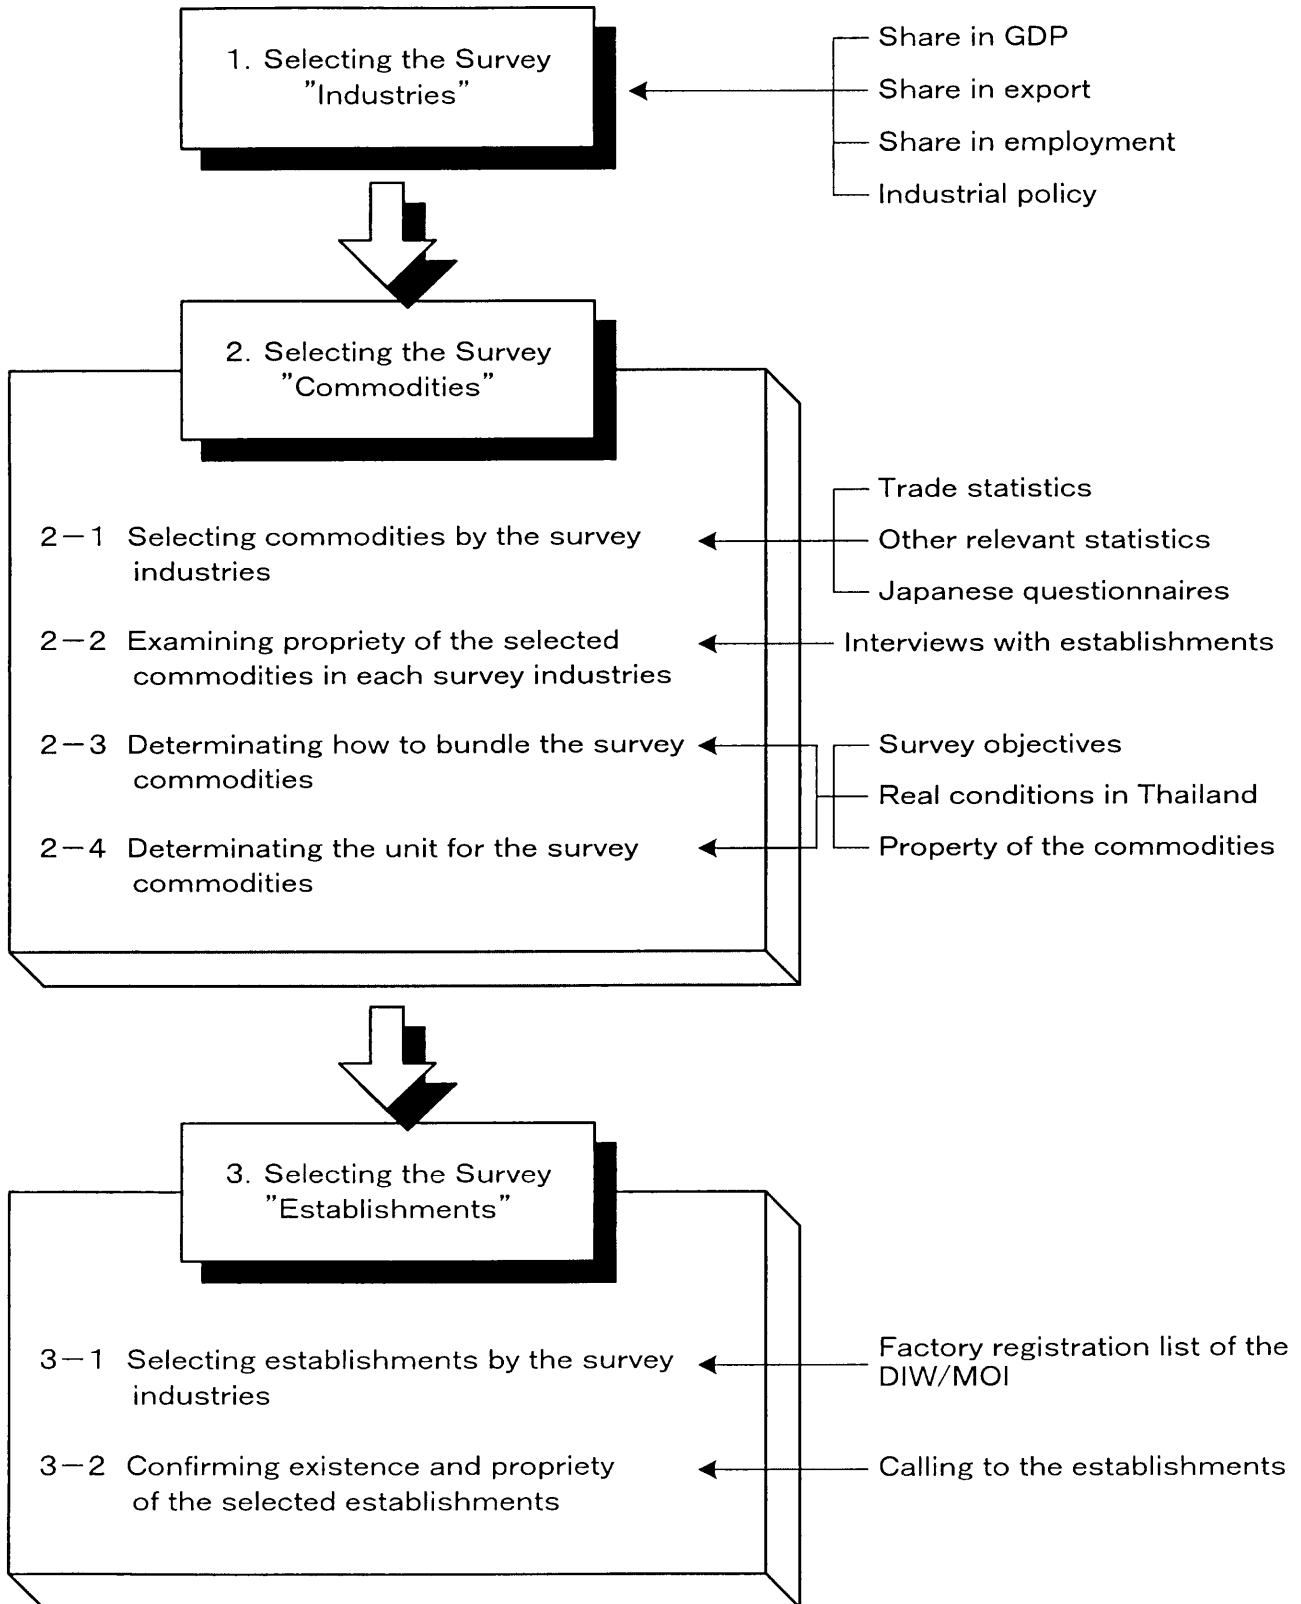 1. Selecting the Survey
"Industries"
Share in GDP
Share in export
Share in employment
Industrial policy
2. Selecting the Survey
"Commodities"
2-1 Selecting commodities by the survey
industries
Trade statistics
Other relevant statistics
Japanese questionnaires
2-2 Examining propriety of the selected
commodities in each survey industries
Interviews with establishments
2-3 Determinating how to bundle the survey
commodities
2-4 Determinating the unit for the survey
commodities
Survey objectives
Real conditions in Thailand
Property of the commodities
3. Selecting the Survey
"Establishments"
3-1 Selecting establishments by the survey
industries
Factory registration list of the
DIW/MOI
3-2 Confirming existence and propriety
of the selected establishments
Calling to the establishments